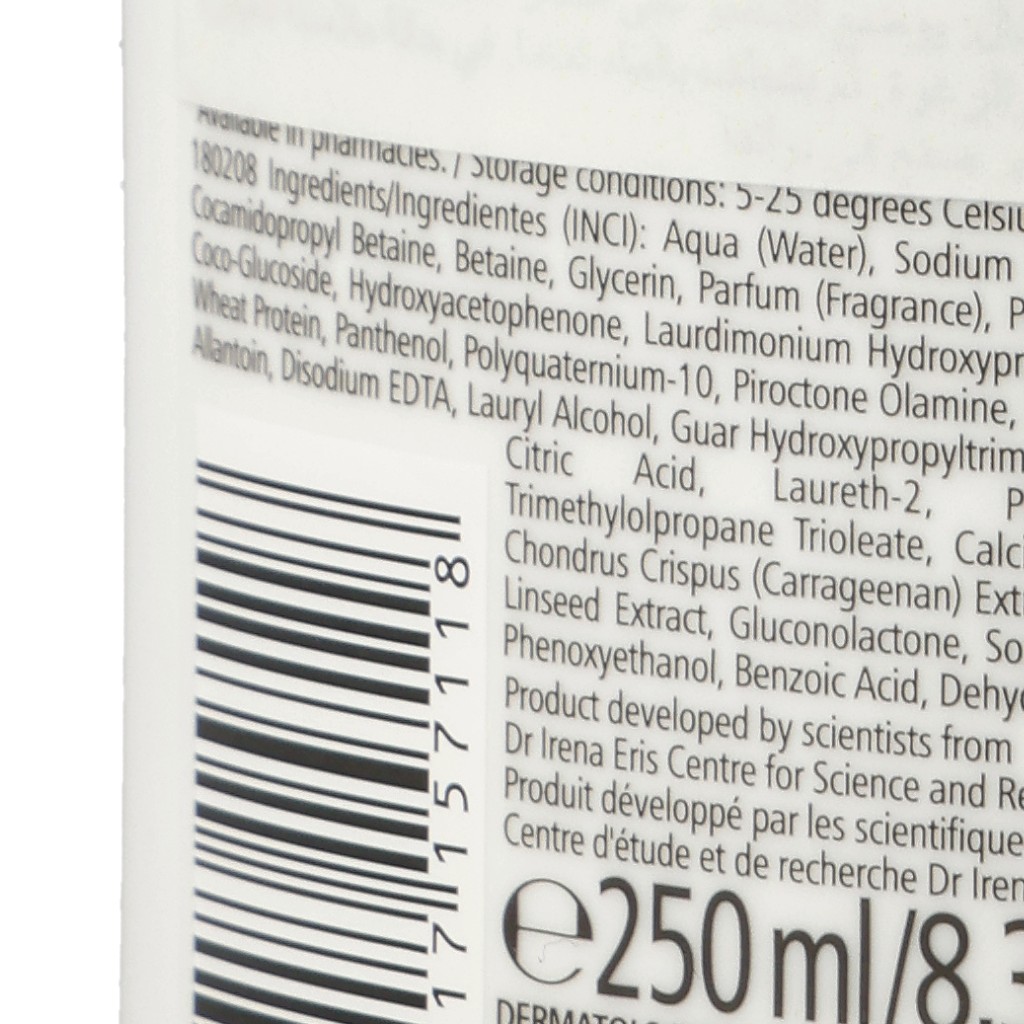 Available in pharmacies. / Storage conditions: 5-25 degrees
180208 Ingredients/Ingredientes (INCI): Aqua (Water), Sodium
Cocamidopropyl Betaine, Betaine, Glycerin, Parfum (Fragrance),
Coco-Glucoside, Hydroxyacetophenone, Laurdimonium
Wheat Protein, Panthenol, Polyquaternium-10, Piroctone Olamine,
Allantoin, Disodium EDTA, Lauryl Alcohol, Guar
Citric Acid, Laureth-2,
Trimethylolpropane Trioleate,
Chondrus Crispus (Carrageenan)
Linseed Extract, Gluconolactone,
Phenoxyethanol, Benzoic Acid,
Product developed by scientists from
Dr Irena Eris Centre for Science and
Produit développé par les
Centre d'étude et de recherche Dr
℮250 ml/8.
17 157118